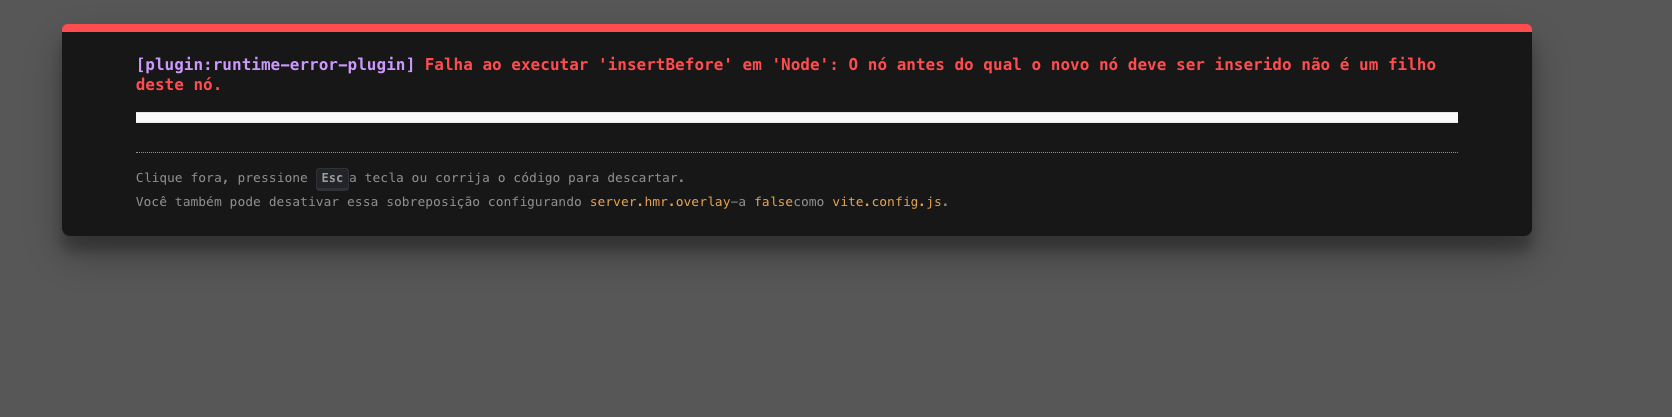 [plugin:runtime-error-plugin] Falha ao executar 'insertBefore' em 'Node': O nó antes do qual o novo nó deve ser inserido não é um filho
deste nó.
Clique fora, pressione Esc a tecla ou corrija o código para descartar.
Você também pode desativar essa sobreposição configurando server.hmr.overlay-a falsecomo vite.config.js.